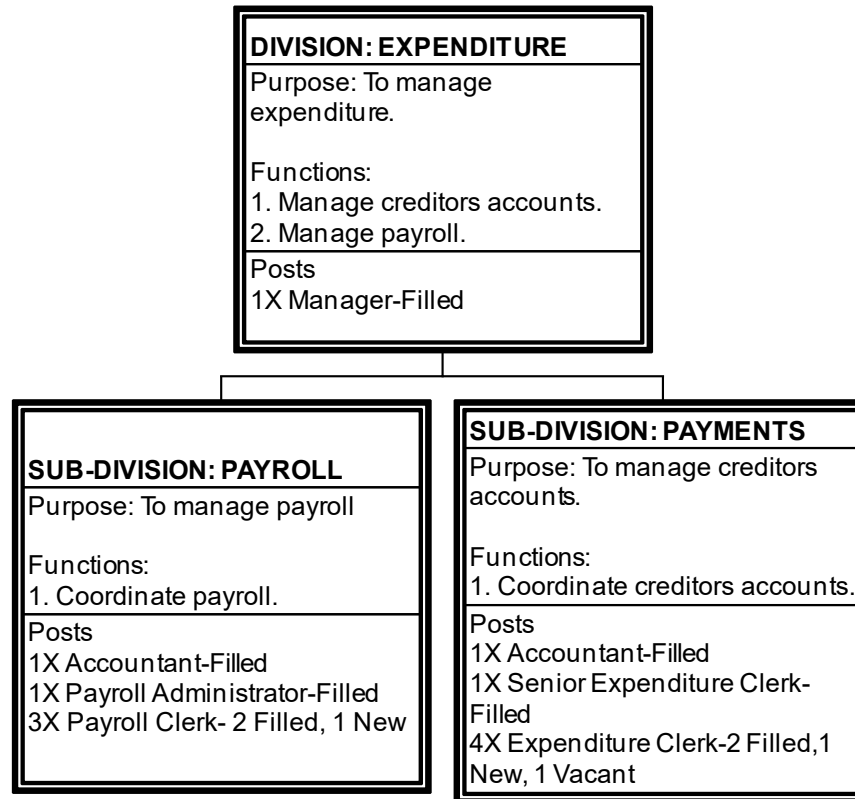 DIVISION: EXPENDITURE
Purpose: To manage
expenditure.
Functions:
1. Manage creditors accounts.
2. Manage payroll.
Posts
1X Manager-Filled
SUB-DIVISION: PAYROLL
Purpose: To manage payroll
Functions:
1. Coordinate payroll.
Posts
1X Accountant-Filled
1X Payroll Administrator-Filled
3X Payroll Clerk- 2 Filled, 1 New
SUB-DIVISION: PAYMENTS
Purpose: To manage creditors
accounts.
Functions:
1. Coordinate creditors accounts.
Posts
1X Accountant-Filled
1X Senior Expenditure Clerk-
Filled
4X Expenditure Clerk-2 Filled,1
New, 1 Vacant